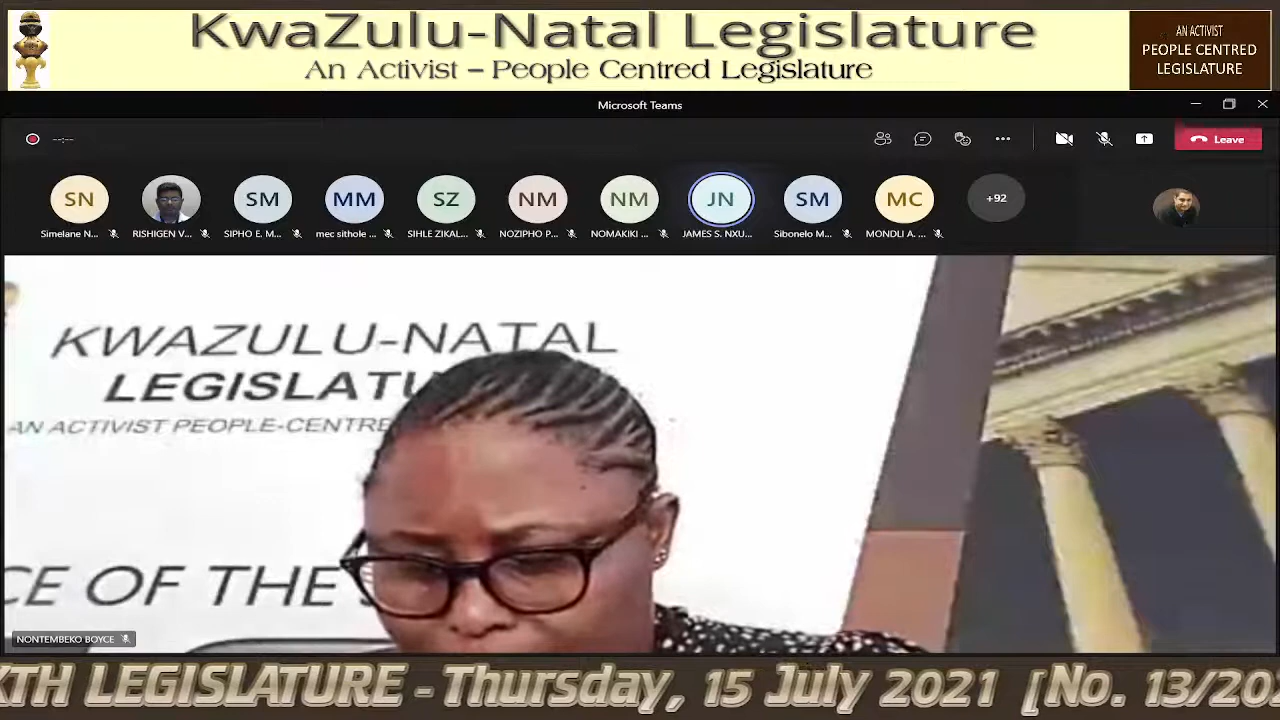 KwaZulu-Natal Legislature
An Activist – People Centred Legislature
AN ACTIVIST
PEOPLE CENTRED
LEGISLATURE
Microsoft Teams
--:--
Leave
SN
SM
MM
SZ
NM
NM
JN
SM
MC
+92
Simelane N...
RISHIGEN V...
SIPHO E. M...
mec sithole ...
SIHLE ZIKAL...
NOZIPHO P...
NOMAKIKI ...
JAMES S. NXU...
Sibonelo M...
MONDLI A. ...
KWAZULU-NATAL
LEGISLATU
AN ACTIVIST PEOPLE-CENTRE
CE OF THE
NONTEMBEKO BOYCE
XTH LEGISLATURE - Thursday, 15 July 2021 [No. 13/202